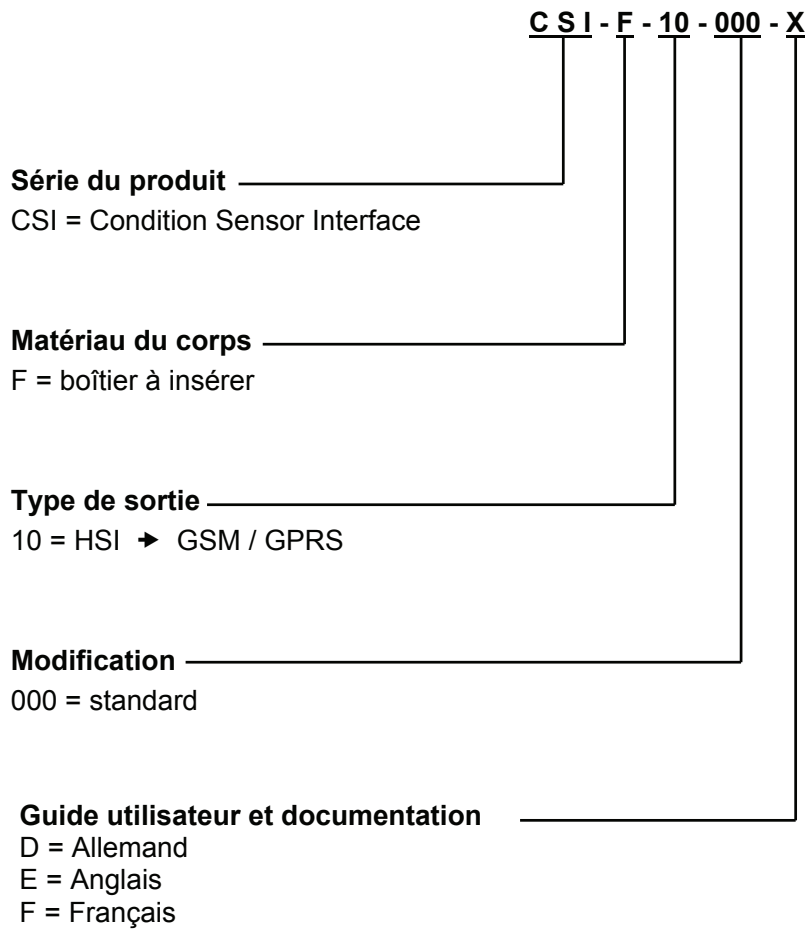 C S I - F - 10 - 000 - X
Série du produit
CSI = Condition Sensor Interface
Matériau du corps
F = boîtier à insérer
Type de sortie
10 = HSI ➔ GSM / GPRS
Modification
000 = standard
Guide utilisateur et documentation
D = Allemand
E = Anglais
F = Français